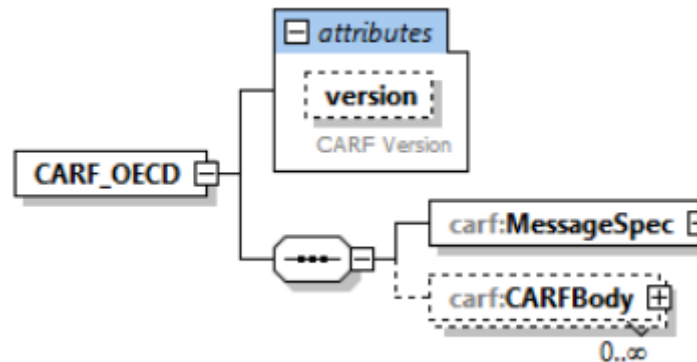 attributes
version
CARF Version
CARF_OECD
carf:MessageSpec
carf:CARFBody
0..∞